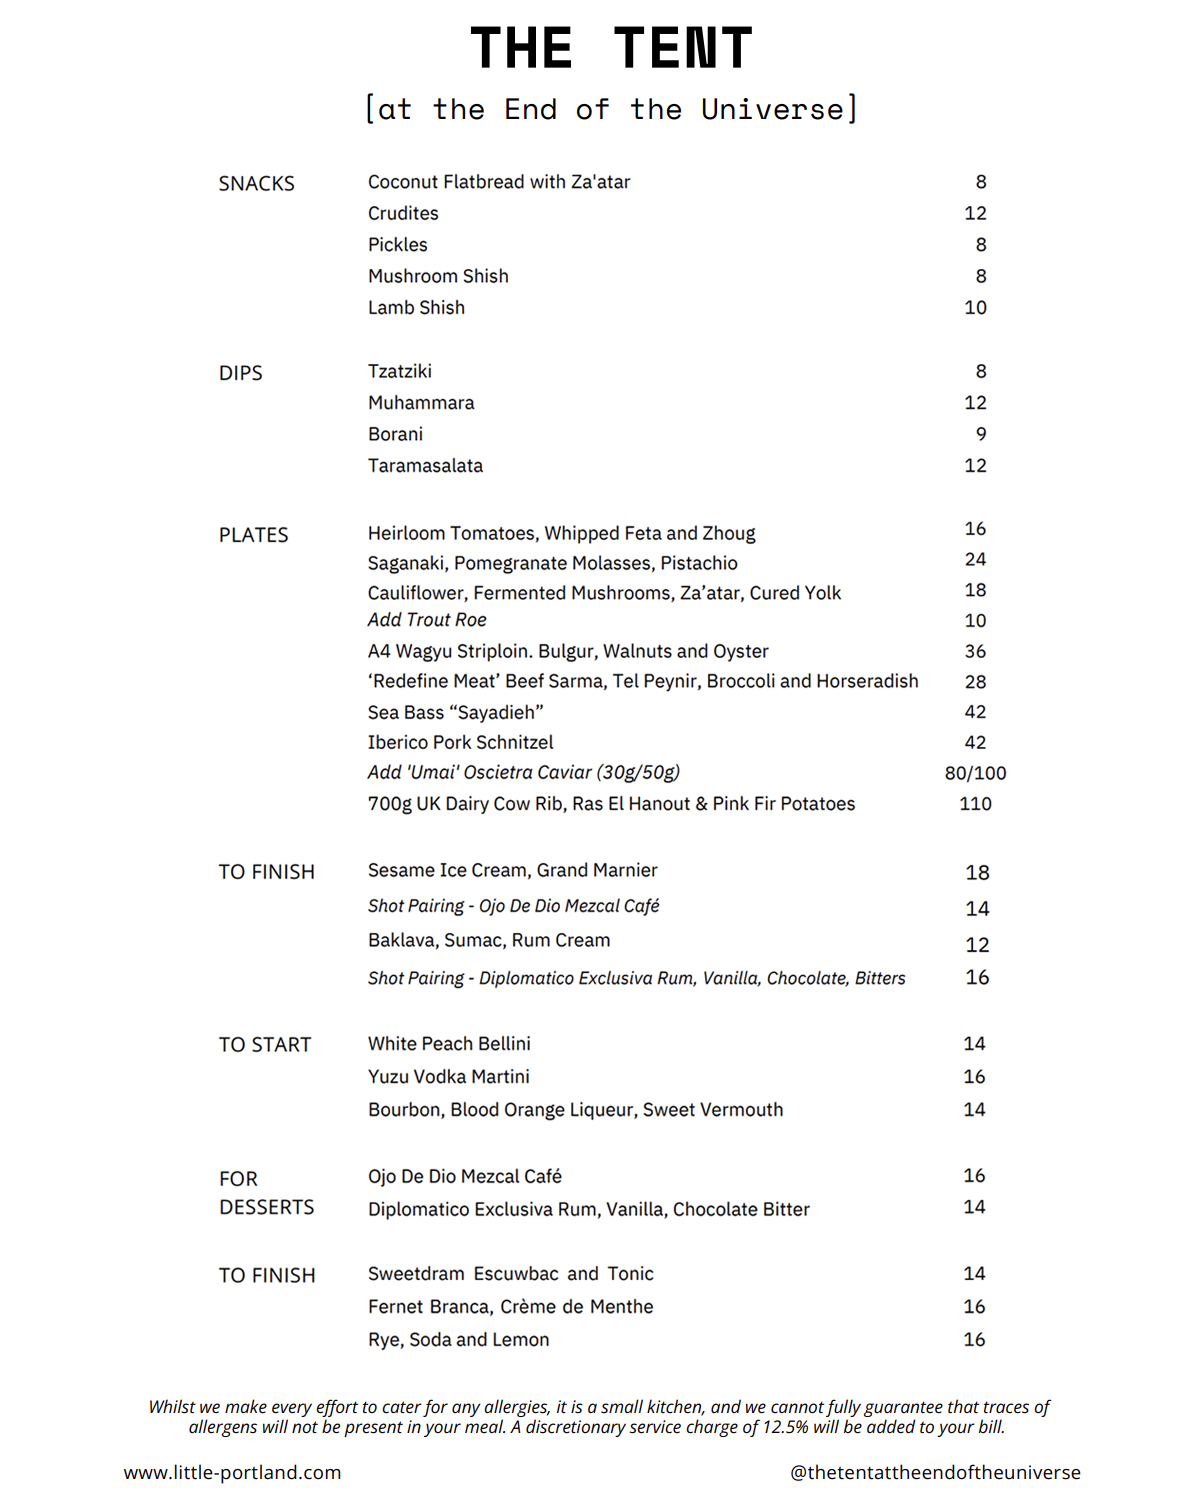 THE TENT
[at the End of the Universe]
SNACKS
Coconut Flatbread with Za'atar 8
Crudites 12
Pickles 8
Mushroom Shish 8
Lamb Shish 10
DIPS
Tzatziki 8
Muhammara 12
Borani 9
Taramasalata 12
PLATES
Heirloom Tomatoes, Whipped Feta and Zhoug 16
Saganaki, Pomegranate Molasses, Pistachio 24
Cauliflower, Fermented Mushrooms, Za’atar, Cured Yolk 18
Add Trout Roe 10
A4 Wagyu Striploin. Bulgur, Walnuts and Oyster 36
‘Redefine Meat’ Beef Sarma, Tel Peynir, Broccoli and Horseradish 28
Sea Bass “Sayadieh” 42
Iberico Pork Schnitzel 42
Add 'Umai' Oscietra Caviar (30g/50g) 80/100
700g UK Dairy Cow Rib, Ras El Hanout & Pink Fir Potatoes 110
TO FINISH
Sesame Ice Cream, Grand Marnier 18
Shot Pairing - Ojo De Dio Mezcal Café 14
Baklava, Sumac, Rum Cream 12
Shot Pairing - Diplomatico Exclusiva Rum, Vanilla, Chocolate, Bitters 16
TO START
White Peach Bellini 14
Yuzu Vodka Martini 16
Bourbon, Blood Orange Liqueur, Sweet Vermouth 14
FOR
DESSERTS
Ojo De Dio Mezcal Café 16
Diplomatico Exclusiva Rum, Vanilla, Chocolate Bitter 14
TO FINISH
Sweetdram Escuwbac and Tonic 14
Fernet Branca, Crème de Menthe 16
Rye, Soda and Lemon 16
Whilst we make every effort to cater for any allergies, it is a small kitchen, and we cannot fully guarantee that traces of
allergens will not be present in your meal. A discretionary service charge of 12.5% will be added to your bill.
www.little-portland.com
@thetentattheendoftheuniverse